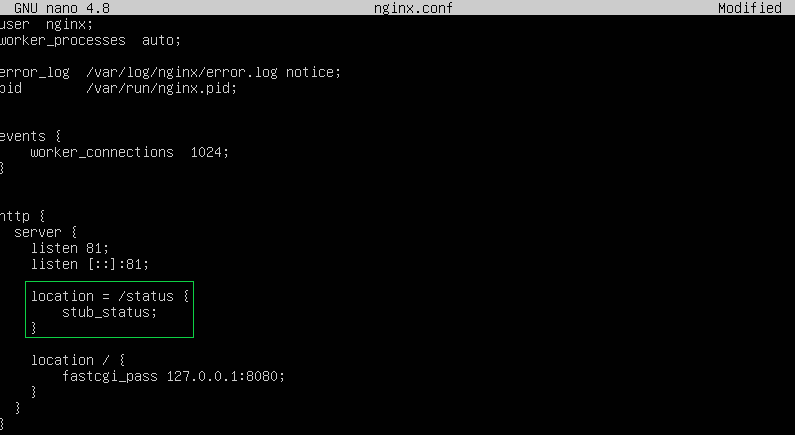 GNU nano 4.8 nginx.conf Modified
user  nginx;
worker_processes  auto;
error_log  /var/log/nginx/error.log notice;
pid        /var/run/nginx.pid;
events {
    worker_connections  1024;
}
http {
  server {
    listen 81;
    listen [::]:81;
    location = /status {
        stub_status;
    }
    location / {
        fastcgi_pass 127.0.0.1:8080;
    }
  }
}